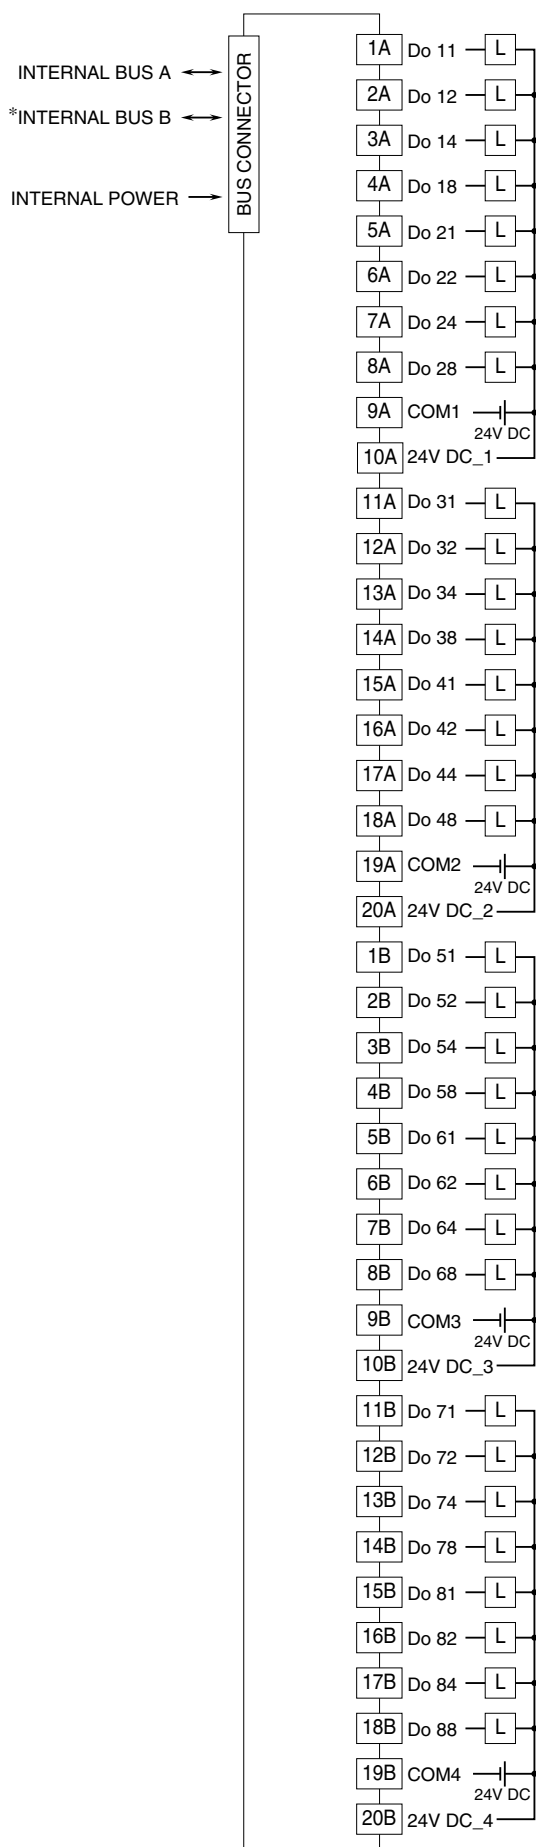 INTERNAL BUS A
*INTERNAL BUS B
INTERNAL POWER
BUS CONNECTOR
1A Do 11 L
2A Do 12 L
3A Do 14 L
4A Do 18 L
5A Do 21 L
6A Do 22 L
7A Do 24 L
8A Do 28 L
9A COM1
24V DC
10A 24V DC_1
11A Do 31 L
12A Do 32 L
13A Do 34 L
14A Do 38 L
15A Do 41 L
16A Do 42 L
17A Do 44 L
18A Do 48 L
19A COM2
24V DC
20A 24V DC_2
1B Do 51 L
2B Do 52 L
3B Do 54 L
4B Do 58 L
5B Do 61 L
6B Do 62 L
7B Do 64 L
8B Do 68 L
9B COM3
24V DC
10B 24V DC_3
11B Do 71 L
12B Do 72 L
13B Do 74 L
14B Do 78 L
15B Do 81 L
16B Do 82 L
17B Do 84 L
18B Do 88 L
19B COM4
24V DC
20B 24V DC_4